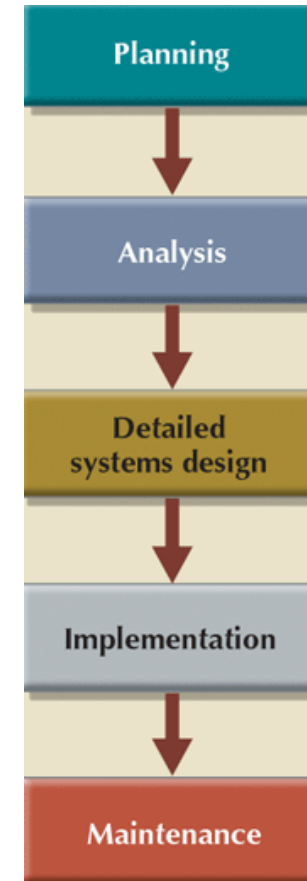 Planning
Analysis
Detailed
systems design
Implementation
Maintenance